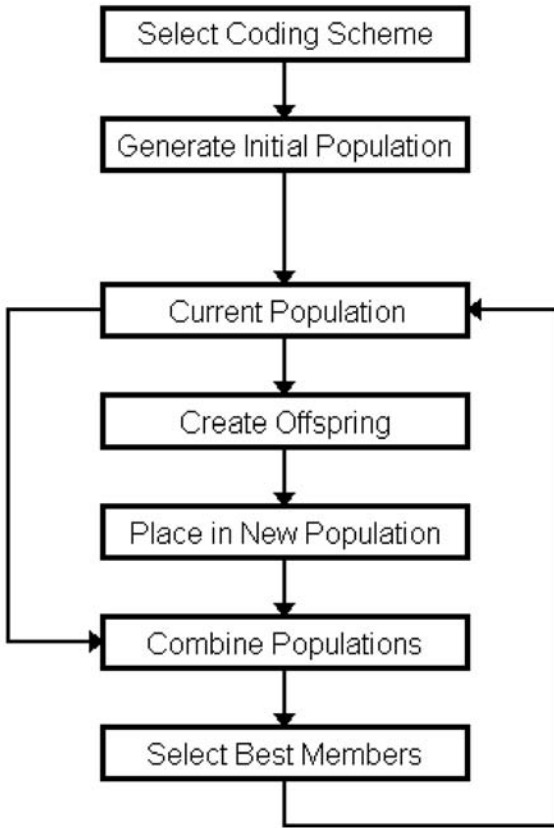 Select Coding Scheme
Generate Initial Population
Current Population
Create Offspring
Place in New Population
Combine Populations
Select Best Members